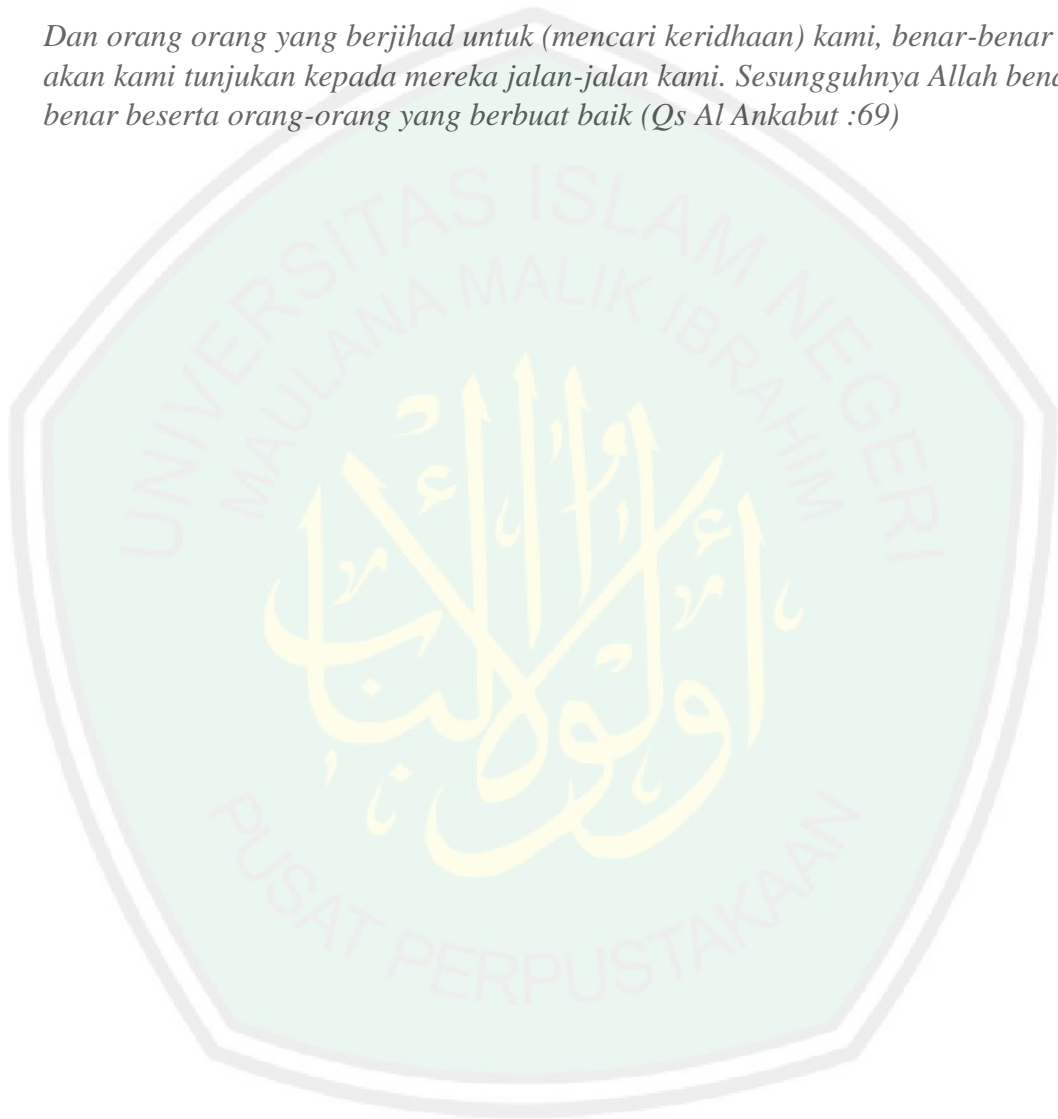 Dan orang orang yang berjihad untuk (mencari keridhaan) kami, benar-benar
akan kami tunjukan kepada mereka jalan-jalan kami. Sesungguhnya Allah bena
benar beserta orang-orang yang berbuat baik (Qs Al Ankabut :69)
UNIVERSITAS ISLAM NEGERI
MAULANA MALIK IBRAHIM
أولوا الألباب
PUSAT PERPUSTAKAAN